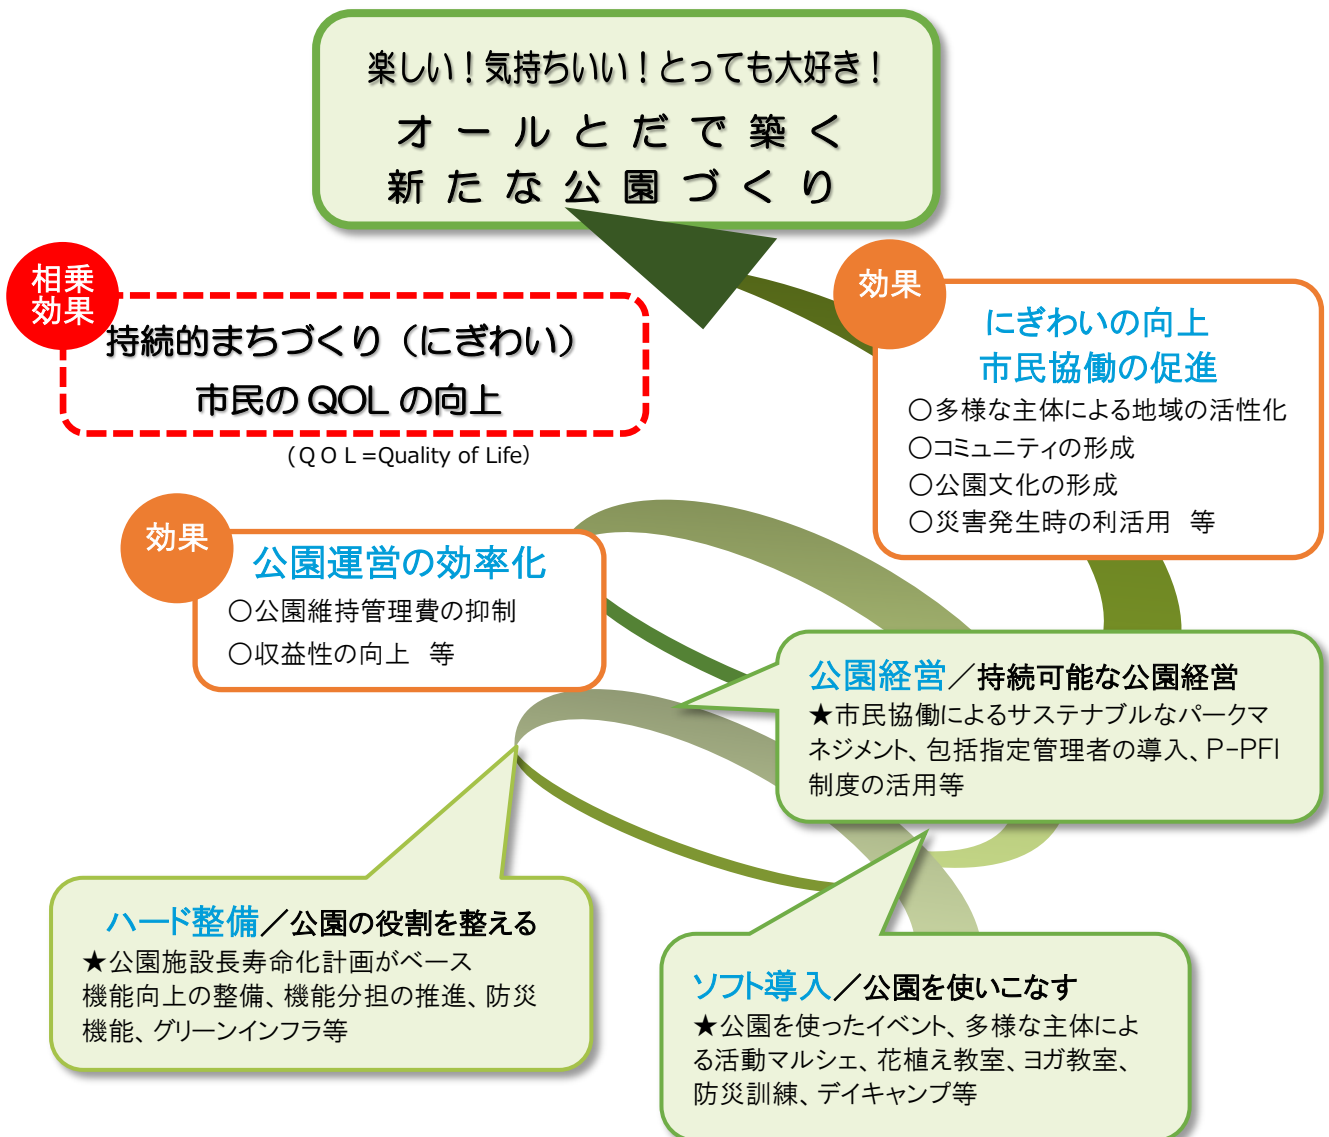 楽しい！気持ちいい！とっても大好き！
オールとだで築く
新たな公園づくり
相乗
効果
持続的まちづくり（にぎわい）
市民のQOLの向上
(ＱＯＬ=Quality of Life)
効果
にぎわいの向上
市民協働の促進
○多様な主体による地域の活性化
○コミュニティの形成
○公園文化の形成
○災害発生時の利活用　等
効果
公園運営の効率化
○公園維持管理費の抑制
○収益性の向上　等
公園経営／持続可能な公園経営
★市民協働によるサステナブルなパークマ
ネジメント、包括指定管理者の導入、P-PFI
制度の活用等
ハード整備／公園の役割を整える
★公園施設長寿命化計画がベース
機能向上の整備、機能分担の推進、防災
機能、グリーンインフラ等
ソフト導入／公園を使いこなす
★公園を使ったイベント、多様な主体によ
る活動マルシェ、花植え教室、ヨガ教室、
防災訓練、デイキャンプ等